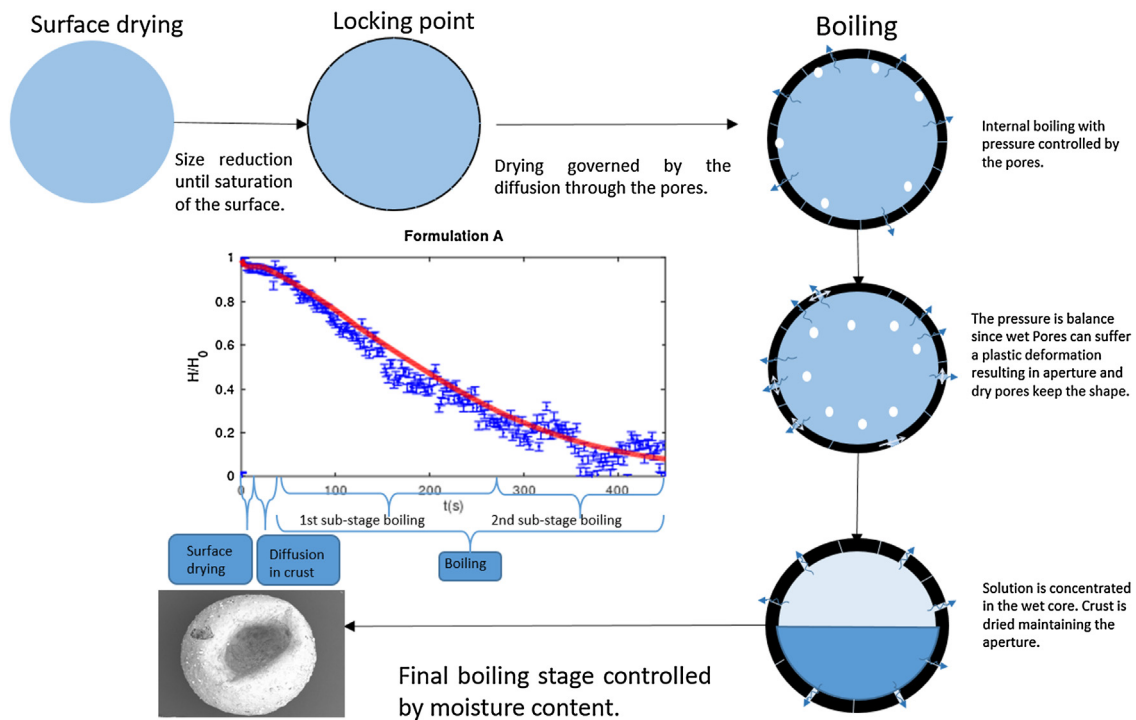 Surface drying
Locking point
Boiling
Size reduction
until saturation
of the surface.
Drying governed by the
diffusion through the pores.
Internal boiling with
pressure controlled by
the pores.
Formulation A
1
0.8
0.6
0.4
0.2
0
H/H0
0 100 200 300 400
t(s)
1st sub-stage boiling
2nd sub-stage boiling
Surface
drying
Diffusion
in crust
Boiling
The pressure is balance
since wet Pores can suffer
a plastic deformation
resulting in aperture and
dry pores keep the shape.
Solution is concentrated
in the wet core. Crust is
dried maintaining the
aperture.
Final boiling stage controlled
by moisture content.